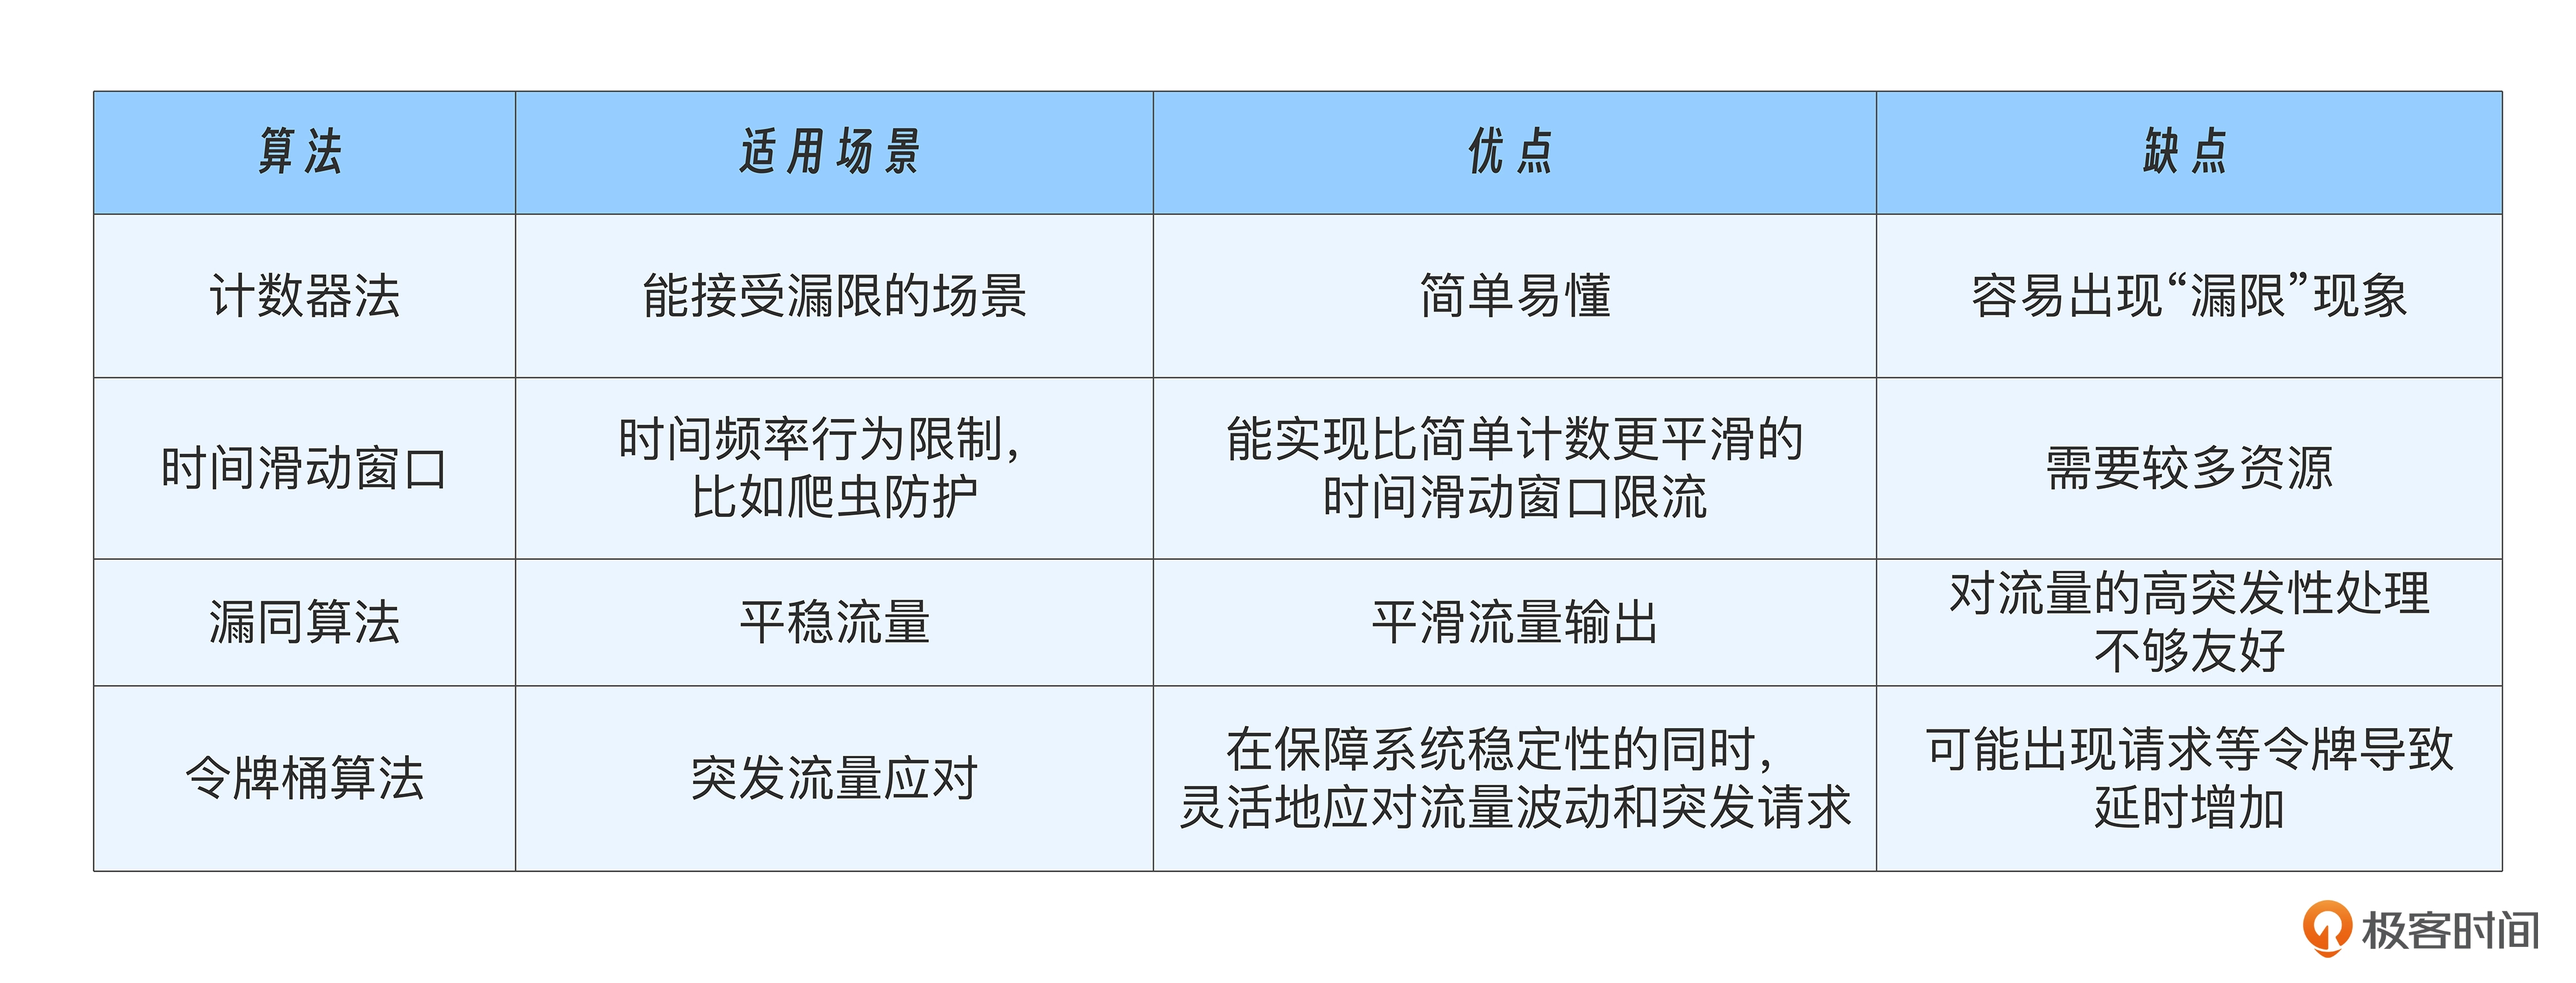 算法 适用场景 优点 缺点
计数器法 能接受漏限的场景 简单易懂 容易出现“漏限”现象
时间滑动窗口
时间频率行为限制，
比如爬虫防护
能实现比简单计数更平滑的
时间滑动窗口限流
需要较多资源
漏同算法
平稳流量
平滑流量输出
对流量的高突发性处理
不够友好
令牌桶算法
突发流量应对
在保障系统稳定性的同时，
灵活地应对流量波动和突发请求
可能出现请求等令牌导致
延时增加
极客时间